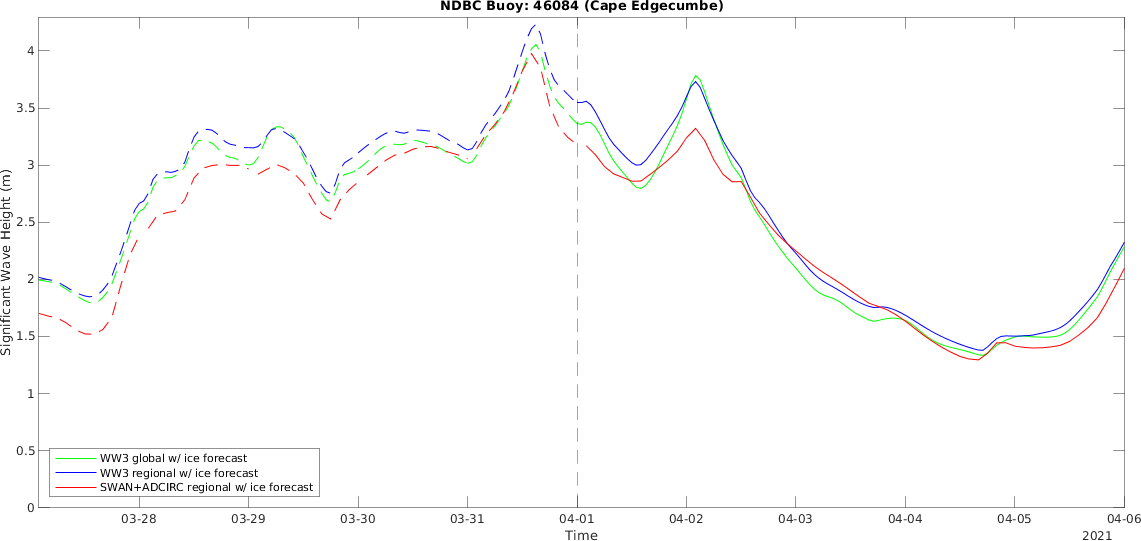 NDBC Buoy: 46084 (Cape Edgecumbe)
Significant Wave Height (m)
4
3.5
3
2.5
2
1.5
1
0.5
0
WW3 global w/ ice forecast
WW3 regional w/ ice forecast
SWAN+ADCIRC regional w/ ice forecast
03-28 03-29 03-30 03-31 04-01 04-02 04-03 04-04 04-05 04-06
Time
2021